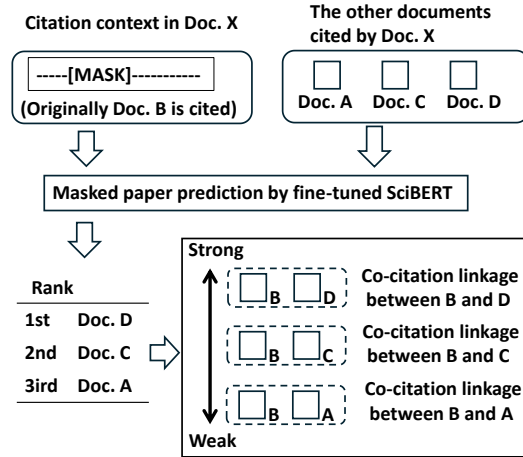 Citation context in Doc. X
-----[MASK]-----------
(Originally Doc. B is cited)
The other documents
cited by Doc. X
Doc. A
Doc. C
Doc. D
Masked paper prediction by fine-tuned SciBERT
Rank
1st Doc. D
2nd Doc. C
3ird Doc. A
Strong
B D
Co-citation linkage
between B and D
B C
Co-citation linkage
between B and C
B A
Co-citation linkage
between B and A
Weak